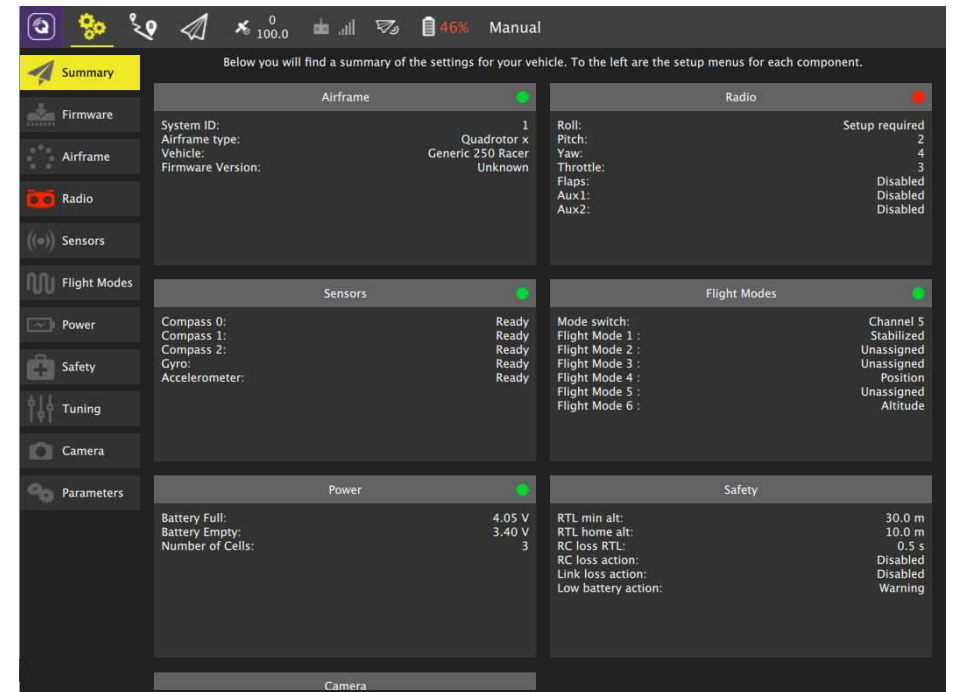 0
100.0
46%
Manual
Below you will find a summary of the settings for your vehicle. To the left are the setup menus for each component.
Summary
Firmware
Airframe
Radio
Sensors
Flight Modes
Power
Safety
Tuning
Camera
Parameters
Airframe
System ID: 1
Airframe type: Quadrotor x
Vehicle: Generic 250 Racer
Firmware Version: Unknown
Radio
Roll: Setup required
Pitch: 2
Yaw: 4
Throttle: 3
Flaps: Disabled
Aux1: Disabled
Aux2: Disabled
Sensors
Compass 0: Ready
Compass 1: Ready
Compass 2: Ready
Gyro: Ready
Accelerometer: Ready
Flight Modes
Mode switch: Channel 5
Flight Mode 1 : Stabilized
Flight Mode 2 : Unassigned
Flight Mode 3 : Unassigned
Flight Mode 4 : Position
Flight Mode 5 : Unassigned
Flight Mode 6 : Altitude
Power
Battery Full: 4.05 V
Battery Empty: 3.40 V
Number of Cells: 3
Safety
RTL min alt: 30.0 m
RTL home alt: 10.0 m
RC loss RTL: 0.5 s
RC loss action: Disabled
Link loss action: Disabled
Low battery action: Warning
Camera